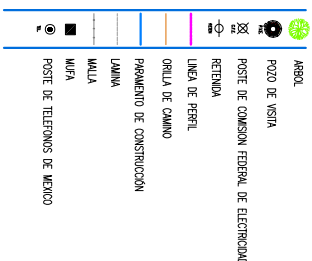 ARBOL
POZO DE VISITA
POSTE DE COMISION FEDERAL DE ELECTRICIDAD
RETENIDA
LINEA DE PERFIL
ORILLA DE CAMINO
PARAMENTO DE CONSTRUCCIÓN
LAMINA
MALLA
MUFA
POSTE DE TELEFONOS DE MEXICO